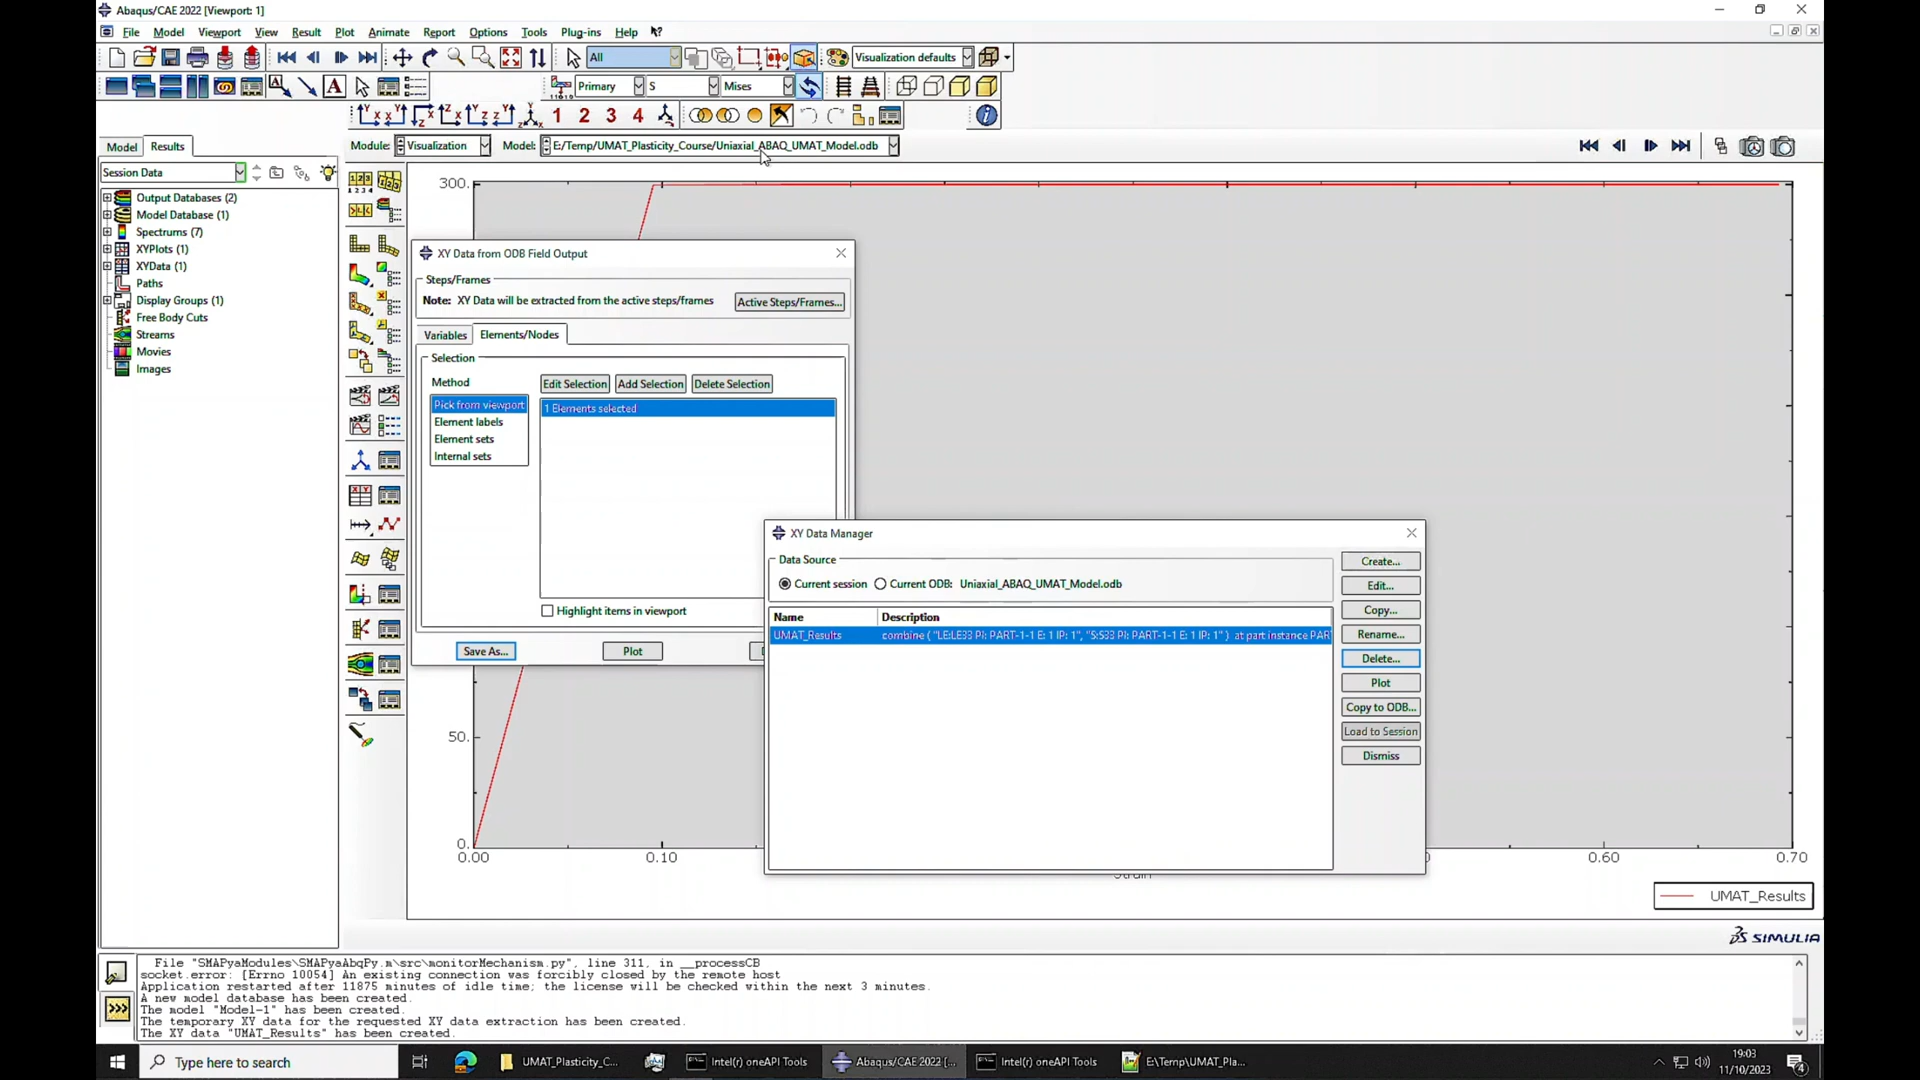 Abaqus/CAE 2022 [Viewport: 1]
File Model Viewport View Result Plot Animate Report Options Tools Plug-ins Help
All
Visualization defaults
Primary S Mises
1 2 3 4
Module: Visualization Model: E:/Temp/UMAT_Plasticity_Course/Uniaxial_ABAQ_UMAT_Model.odb
Model Results
Session Data
Output Databases (2)
Model Database (1)
Spectrums (7)
XYPlots (1)
XYData (1)
Paths
Display Groups (1)
Free Body Cuts
Streams
Movies
Images
300.
XY Data from ODB Field Output
Steps/Frames
Note: XY Data will be extracted from the active steps/frames
Active Steps/Frames...
Variables Elements/Nodes
Selection
Method
Edit Selection Add Selection Delete Selection
Pick from viewport
Element labels
Element sets
Internal sets
1 Elements selected
Highlight items in viewport
Save As... Plot
XY Data Manager
Data Source
Current session Current ODB: Uniaxial_ABAQ_UMAT_Model.odb
Name Description
UMAT_Results combine ( "LE:LE33 PI: PART-1-1 E: 1 IP: 1", "S:S33 PI: PART-1-1 E: 1 IP: 1" ) at part instance PAR
Create...
Edit...
Copy...
Rename...
Delete...
Plot
Copy to ODB...
Load to Session
Dismiss
50.
0.
0.00 0.10 0.60 0.70
Strain
UMAT_Results
SIMULIA
File "SMAPyaModules\SMAPyaAbqPy.m\src\monitorMechanism.py", line 311, in __processCB
socket.error: [Errno 10054] An existing connection was forcibly closed by the remote host
Application restarted after 11875 minutes of idle time; the license will be checked within the next 3 minutes.
A new model database has been created.
The model "Model-1" has been created.
The temporary XY data for the requested XY data extraction has been created.
The XY data "UMAT_Results" has been created.
Type here to search
UMAT_Plasticity_C...
Intel(r) oneAPI Tools
Abaqus/CAE 2022 [...
Intel(r) oneAPI Tools
E:\Temp\UMAT_Pla...
19:03
11/10/2023
4